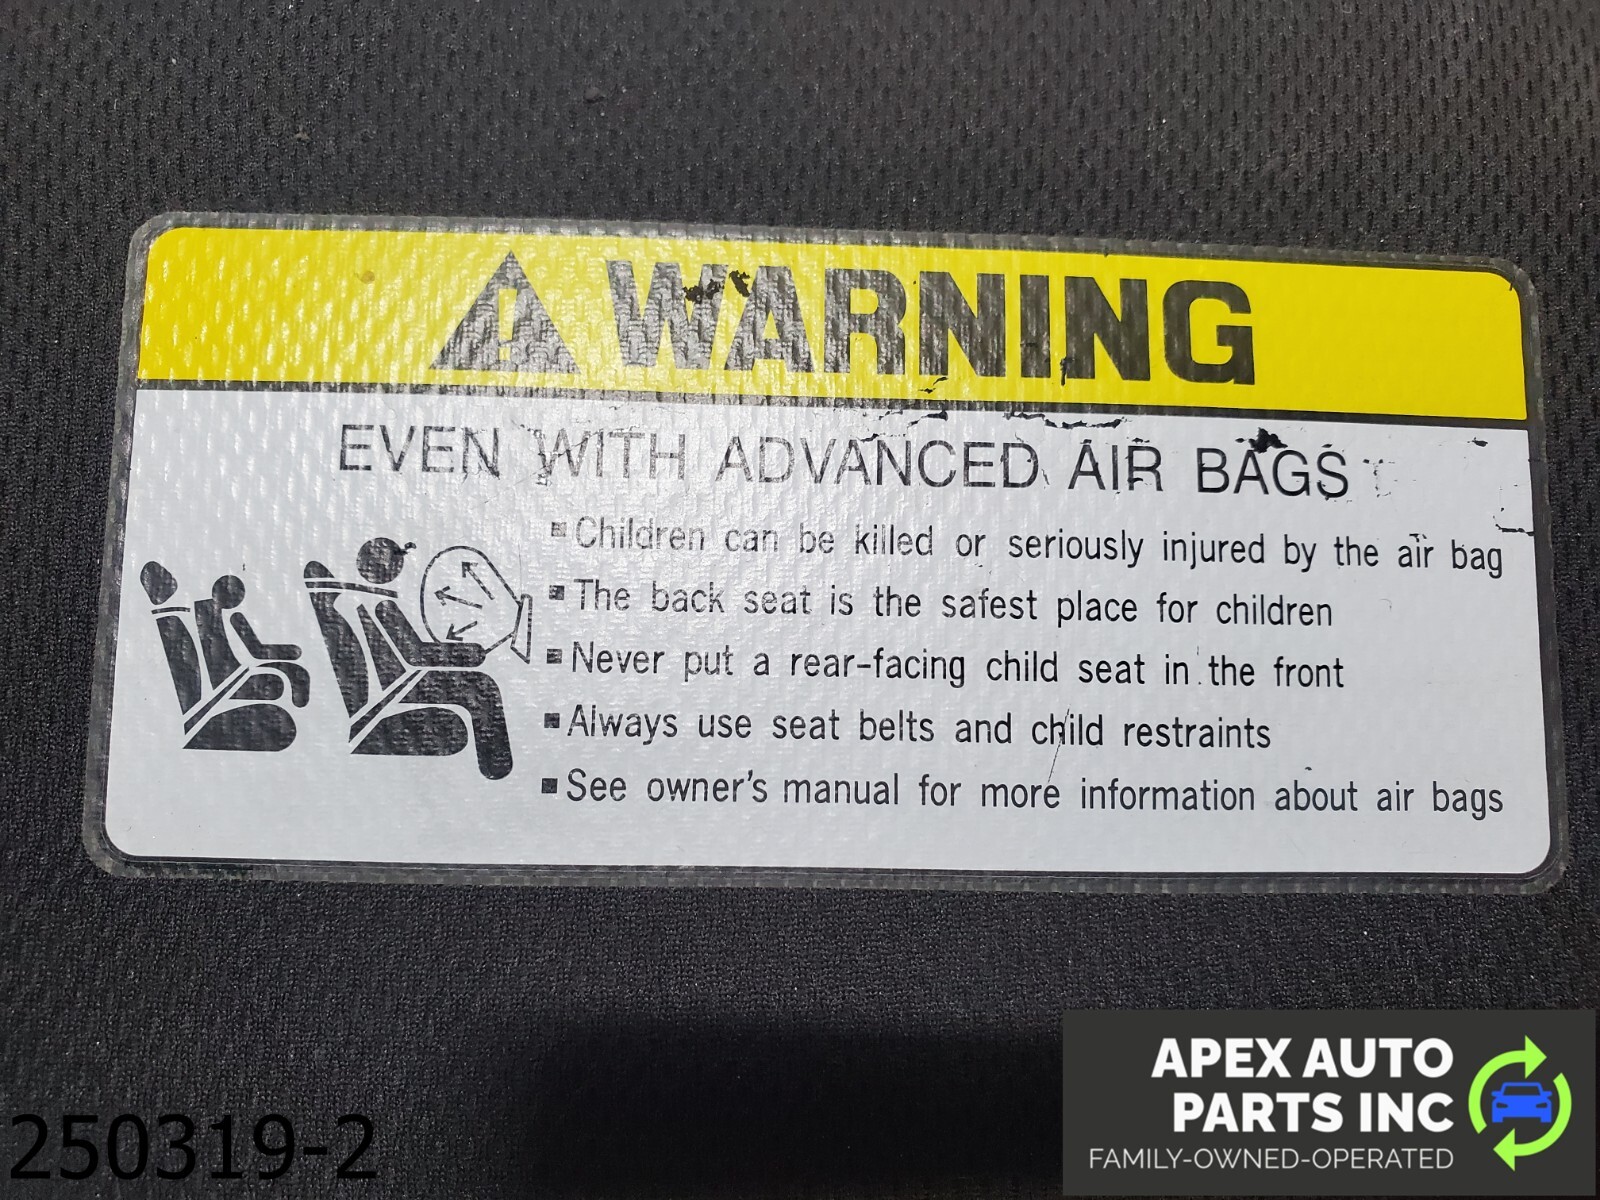 WARNING
EVEN WITH ADVANCED AIR BAGS
▪Children can be killed or seriously injured by the air bag
▪The back seat is the safest place for children
▪Never put a rear-facing child seat in the front
▪Always use seat belts and child restraints
▪See owner's manual for more information about air bags
APEX AUTO
PARTS INC
FAMILY-OWNED-OPERATED
250319-2